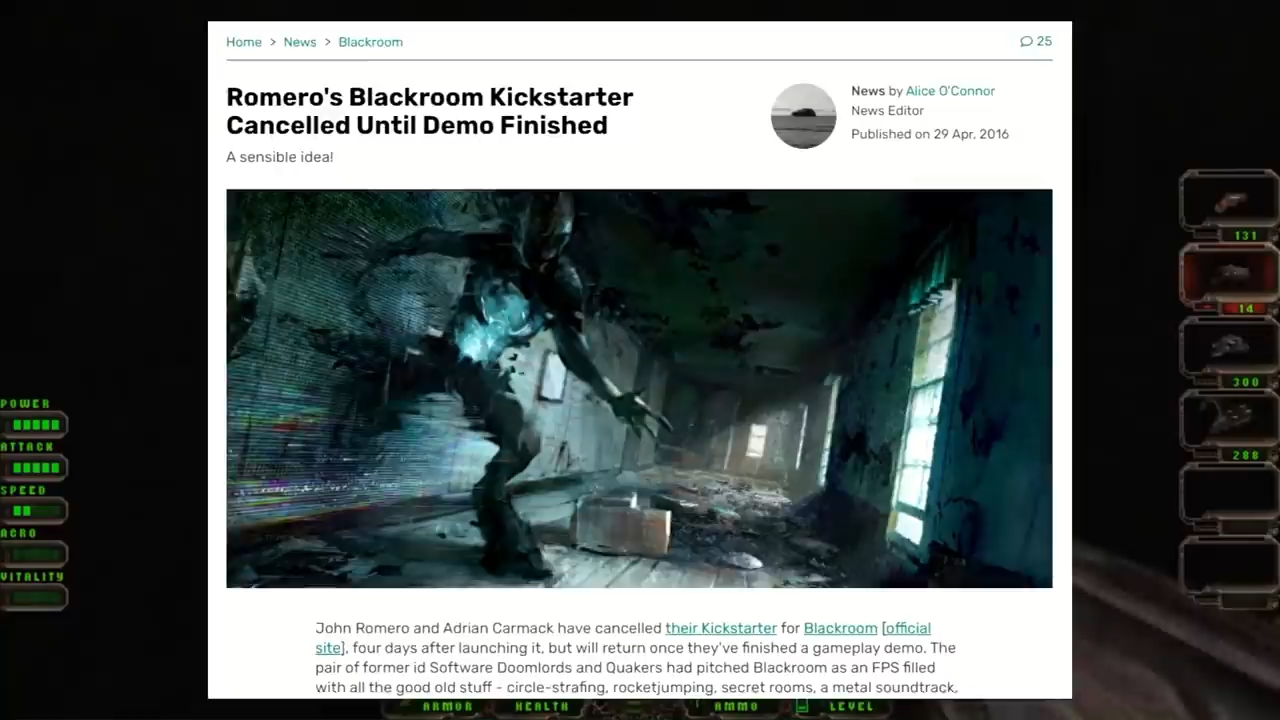 Home > News > Blackroom
25
Romero's Blackroom Kickstarter
Cancelled Until Demo Finished
A sensible idea!
News by Alice O'Connor
News Editor
Published on 29 Apr, 2016
131
14
300
288
POWER
ATTACK
SPEED
ACRO
VITALITY
John Romero and Adrian Carmack have cancelled their Kickstarter for Blackroom [official
site], four days after launching it, but will return once they've finished a gameplay demo. The
pair of former id Software Doomlords and Quakers had pitched Blackroom as an FPS filled
with all the good old stuff - circle-strafing, rocketjumping, secret rooms, a metal soundtrack,
ARMOR HEALTH AMMO LEVEL